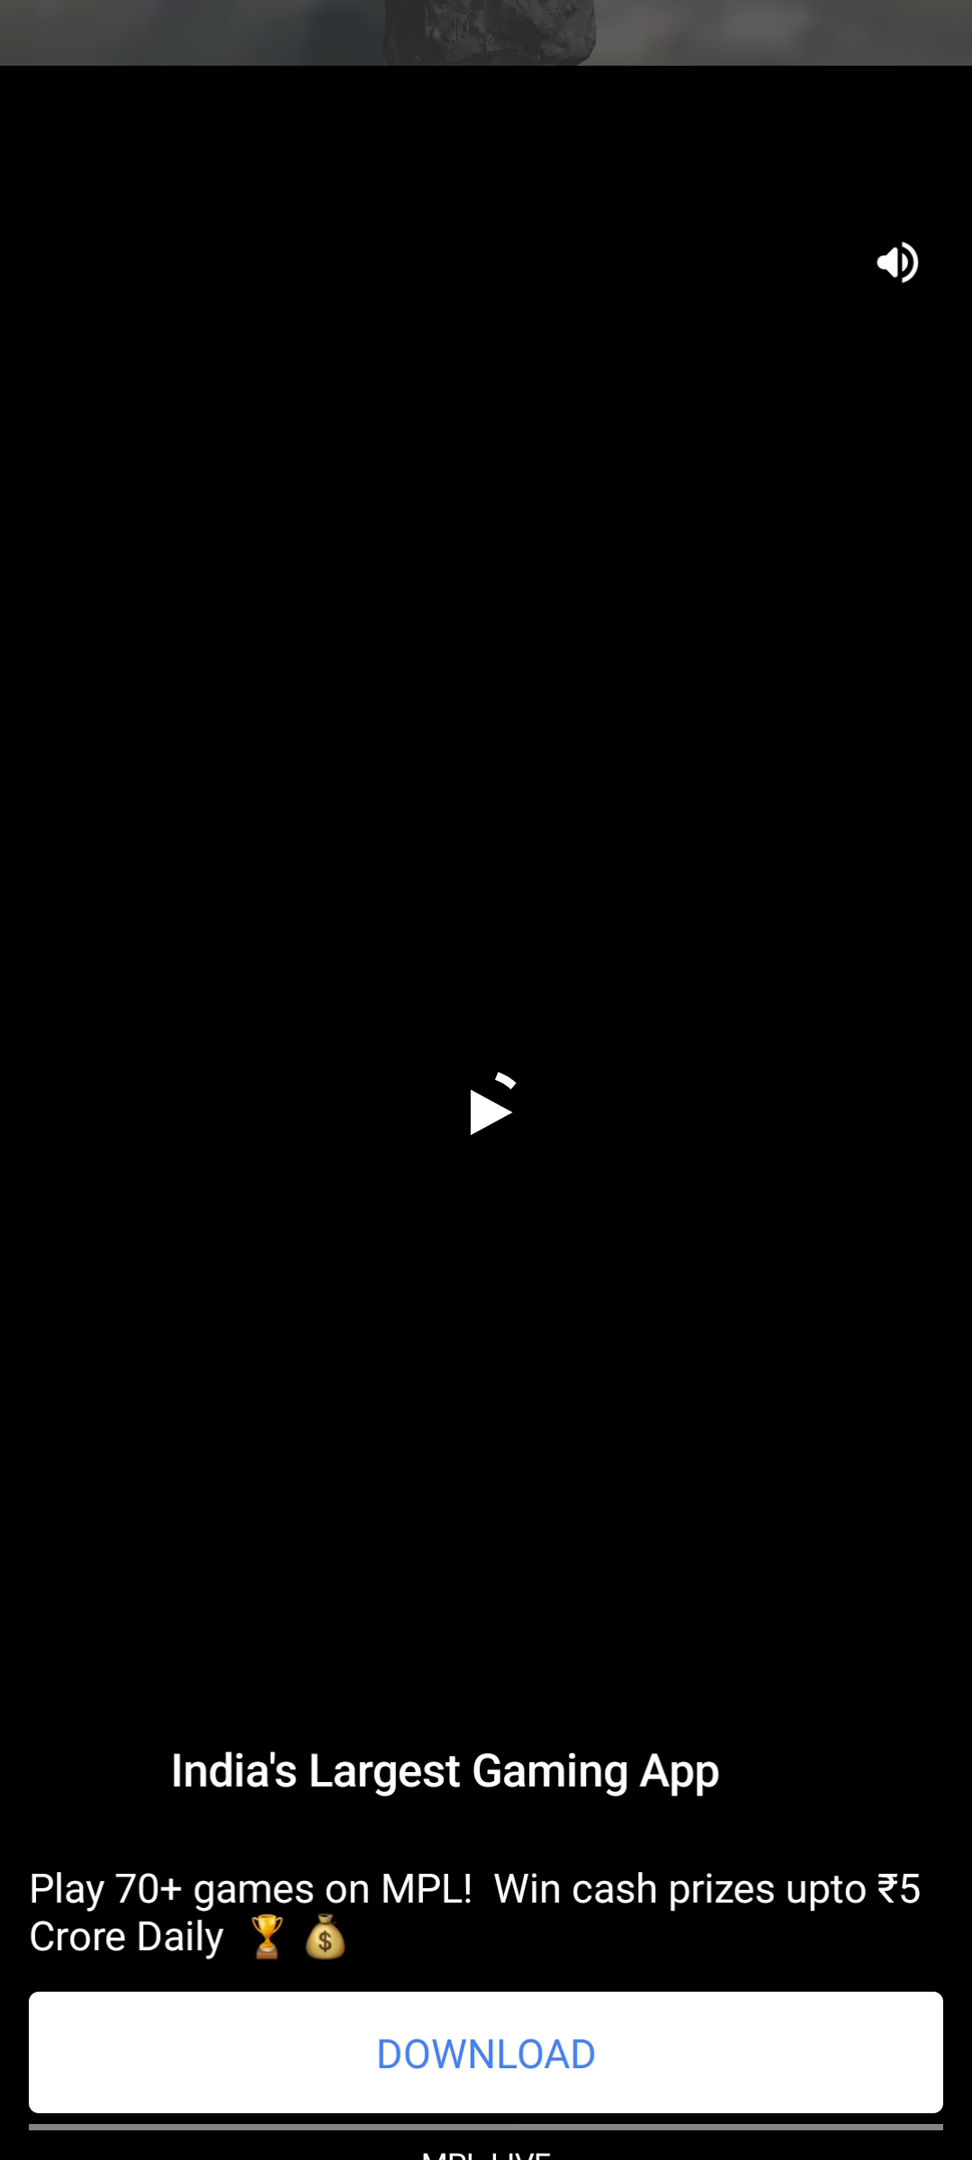 India's Largest Gaming App
Play 70+ games on MPL!  Win cash prizes upto ₹5
Crore Daily 🏆 💰
DOWNLOAD